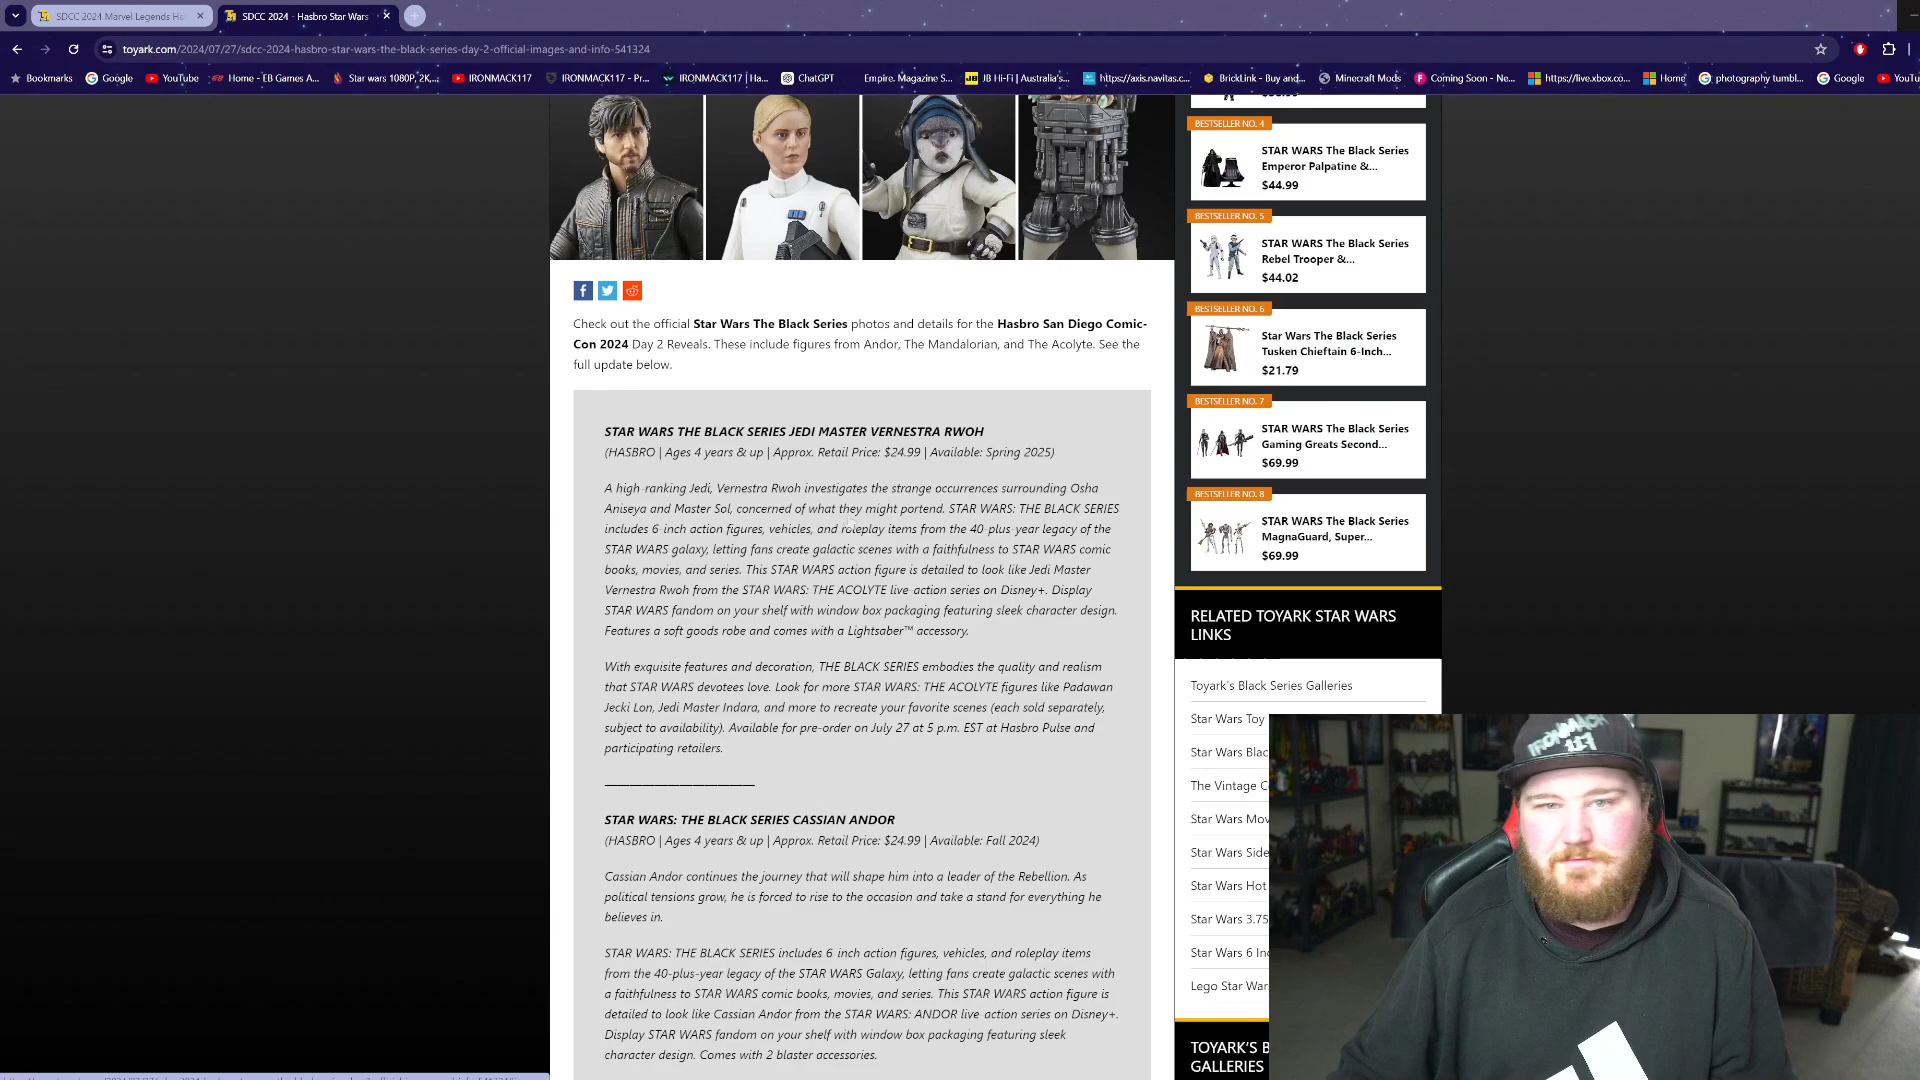 SDCC 2024 Marvel Legends Ha
SDCC 2024 - Hasbro Star Wars
toyark.com/2024/07/27/sdcc-2024-hasbro-star-wars-the-black-series-day-2-official-images-and-info-541324
Bookmarks Google YouTube Home - EB Games A... Star wars 1080P, 2K,... IRONMACK117 IRONMACK117 - Pr... IRONMACK117 | Ha... ChatGPT Empire. Magazine S... JB Hi-Fi | Australia's... https://axis.navitas.c... BrickLink - Buy and... Minecraft Mods Coming Soon - Ne... https://live.xbox.co... Home photography tumbl... Google YouTu
Check out the official Star Wars The Black Series photos and details for the Hasbro San Diego Comic-
Con 2024 Day 2 Reveals. These include figures from Andor, The Mandalorian, and The Acolyte. See the
full update below.
STAR WARS THE BLACK SERIES JEDI MASTER VERNESTRA RWOH
(HASBRO | Ages 4 years & up | Approx. Retail Price: $24.99 | Available: Spring 2025)
A high-ranking Jedi, Vernestra Rwoh investigates the strange occurrences surrounding Osha
Aniseya and Master Sol, concerned of what they might portend. STAR WARS: THE BLACK SERIES
includes 6-inch action figures, vehicles, and roleplay items from the 40-plus-year legacy of the
STAR WARS galaxy, letting fans create galactic scenes with a faithfulness to STAR WARS comic
books, movies, and series. This STAR WARS action figure is detailed to look like Jedi Master
Vernestra Rwoh from the STAR WARS: THE ACOLYTE live-action series on Disney+. Display
STAR WARS fandom on your shelf with window box packaging featuring sleek character design.
Features a soft goods robe and comes with a Lightsaber™ accessory.
With exquisite features and decoration, THE BLACK SERIES embodies the quality and realism
that STAR WARS devotees love. Look for more STAR WARS: THE ACOLYTE figures like Padawan
Jecki Lon, Jedi Master Indara, and more to recreate your favorite scenes (each sold separately,
subject to availability). Available for pre-order on July 27 at 5 p.m. EST at Hasbro Pulse and
participating retailers.
STAR WARS: THE BLACK SERIES CASSIAN ANDOR
(HASBRO | Ages 4 years & up | Approx. Retail Price: $24.99 | Available: Fall 2024)
Cassian Andor continues the journey that will shape him into a leader of the Rebellion. As
political tensions grow, he is forced to rise to the occasion and take a stand for everything he
believes in.
STAR WARS: THE BLACK SERIES includes 6 inch action figures, vehicles, and roleplay items
from the 40-plus-year legacy of the STAR WARS Galaxy, letting fans create galactic scenes with
a faithfulness to STAR WARS comic books, movies, and series. This STAR WARS action figure is
detailed to look like Cassian Andor from the STAR WARS: ANDOR live-action series on Disney+.
Display STAR WARS fandom on your shelf with window box packaging featuring sleek
character design. Comes with 2 blaster accessories.
BESTSELLER NO. 4
STAR WARS The Black Series
Emperor Palpatine &...
$44.99
BESTSELLER NO. 5
STAR WARS The Black Series
Rebel Trooper &...
$44.02
BESTSELLER NO. 6
Star Wars The Black Series
Tusken Chieftain 6-Inch...
$21.79
BESTSELLER NO. 7
STAR WARS The Black Series
Gaming Greats Second...
$69.99
BESTSELLER NO. 8
STAR WARS The Black Series
MagnaGuard, Super...
$69.99
RELATED TOYARK STAR WARS
LINKS
Toyark's Black Series Galleries
Star Wars Toy
Star Wars Blac
The Vintage C
Star Wars Mov
Star Wars Side
Star Wars Hot
Star Wars 3.75
Star Wars 6 Inc
Lego Star War
TOYARK'S B
GALLERIES
IRONMACK
117